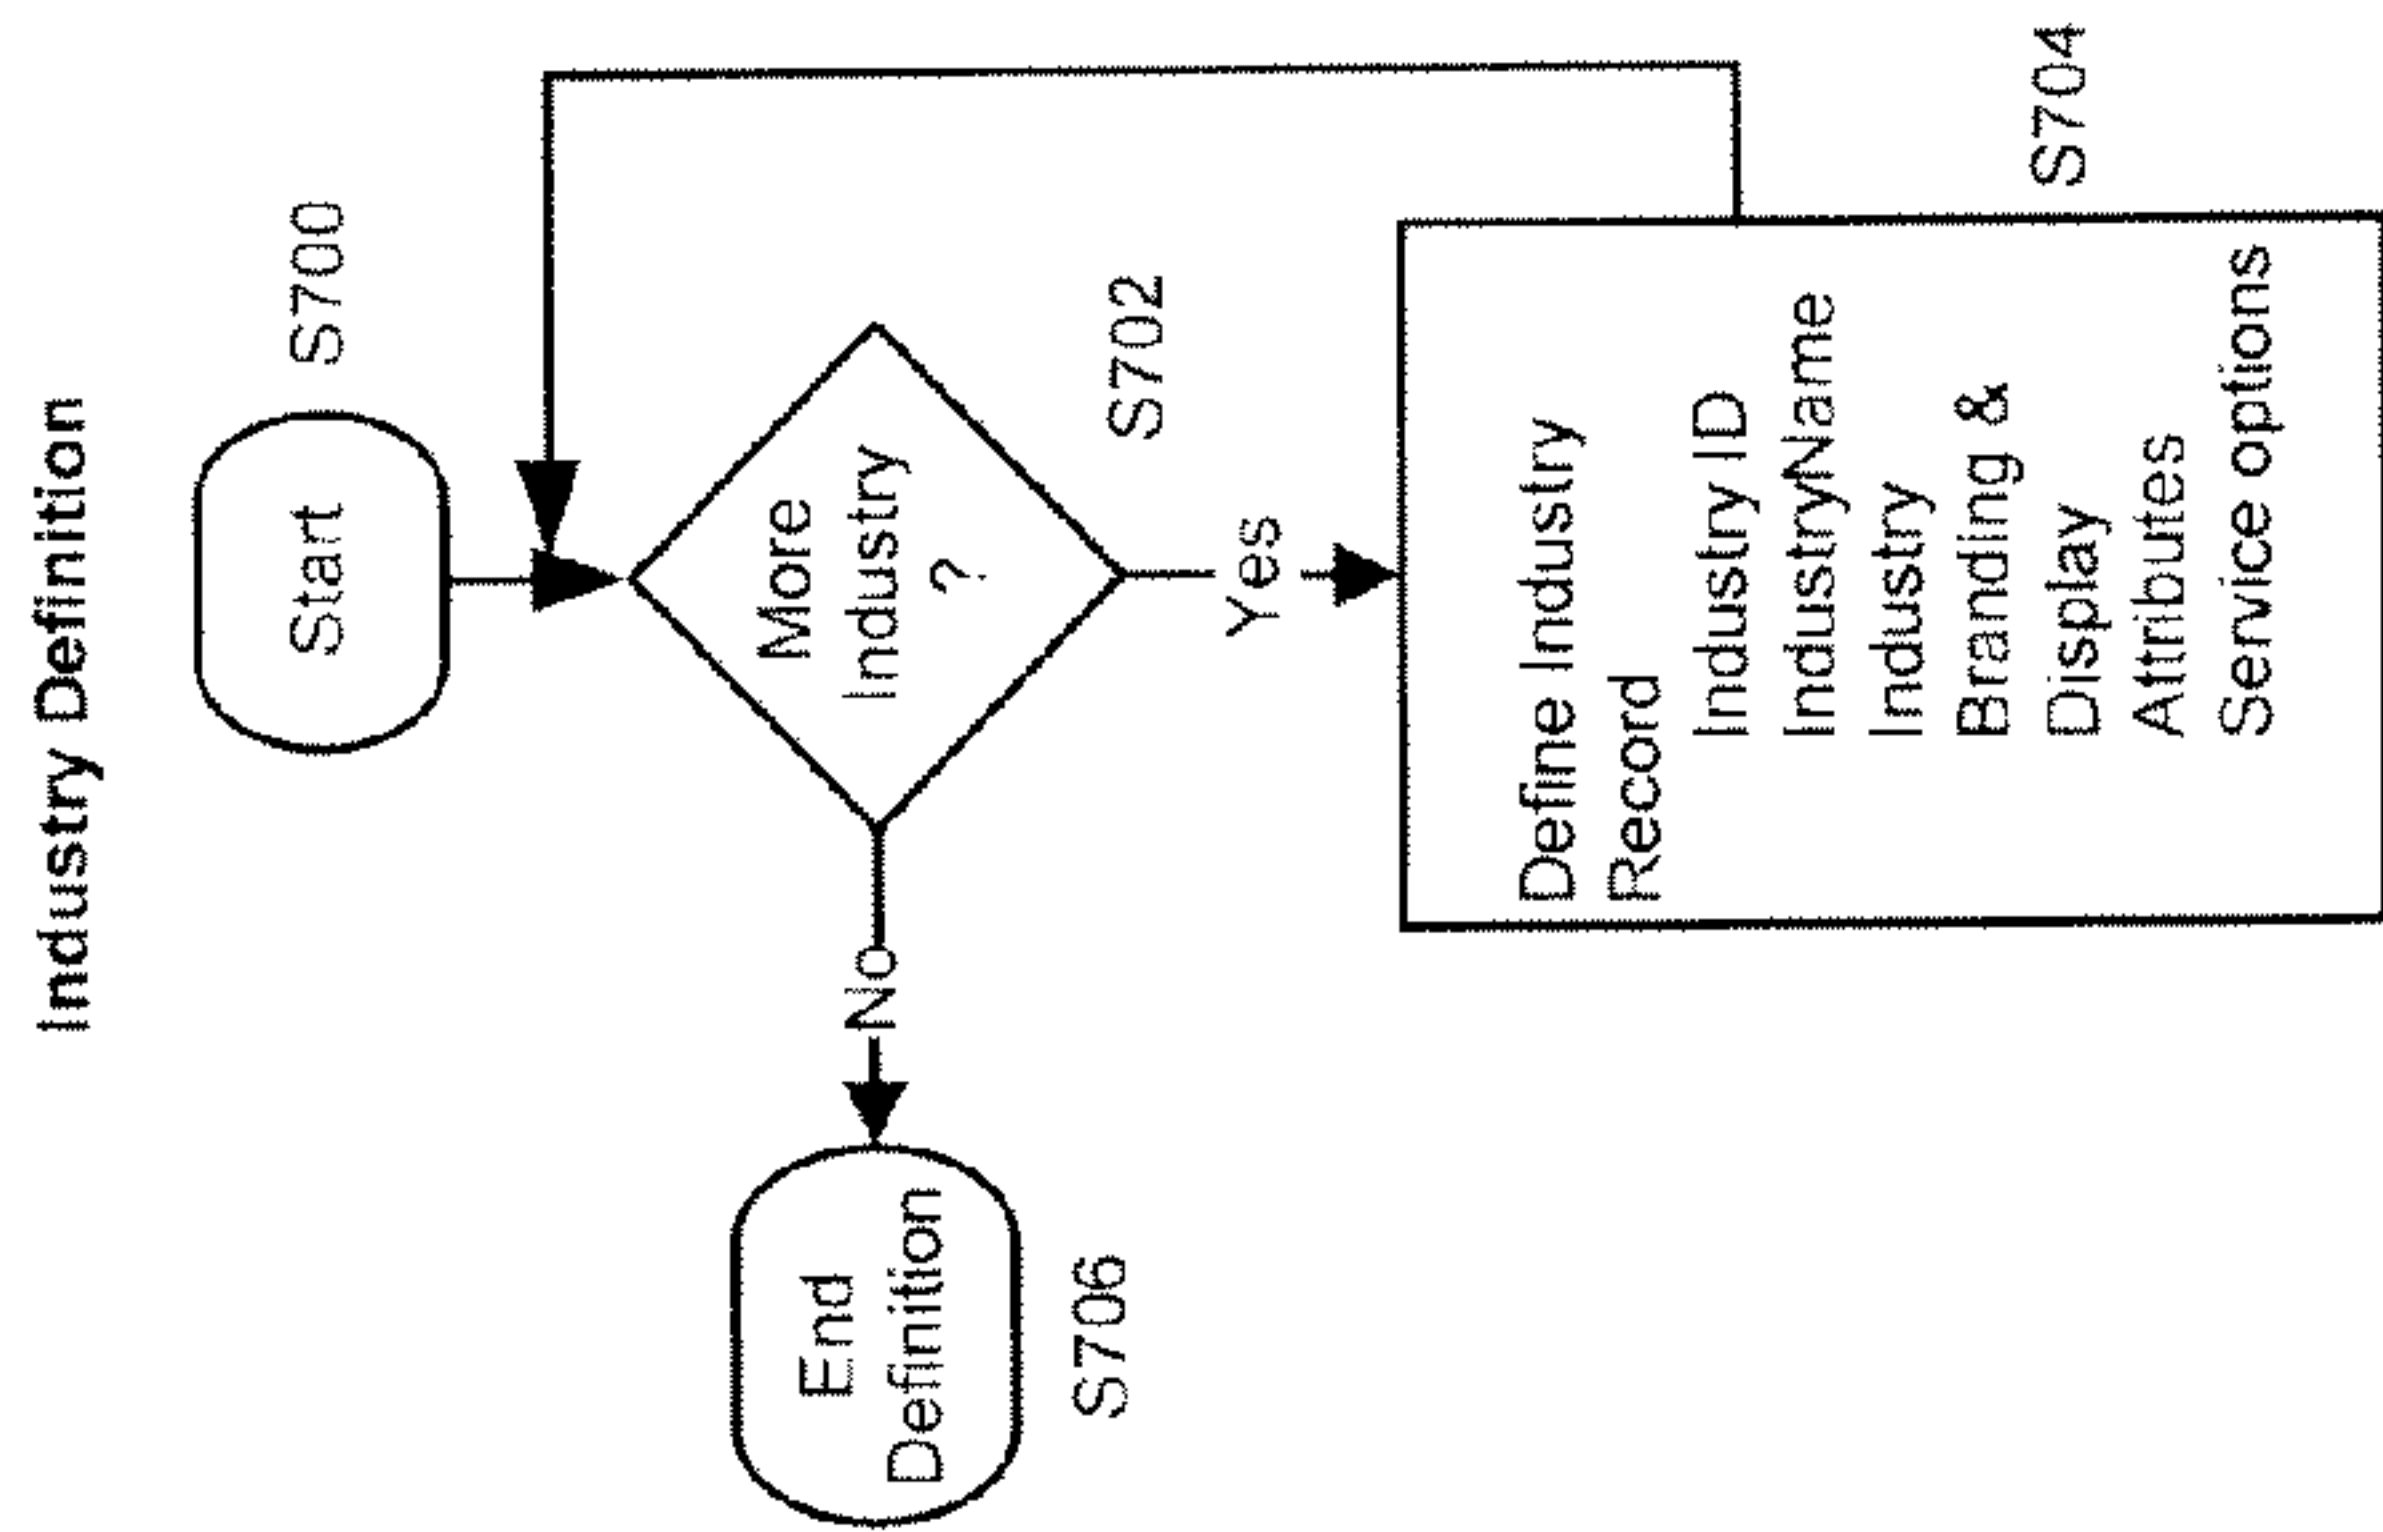 Industry Definition
Start
S700
More
Industry
?
S702
No
End
Definition
S706
Yes
Define Industry
Record
Industry ID
IndustryName
Industry
Branding &
Display
Attributes
Service options
S704